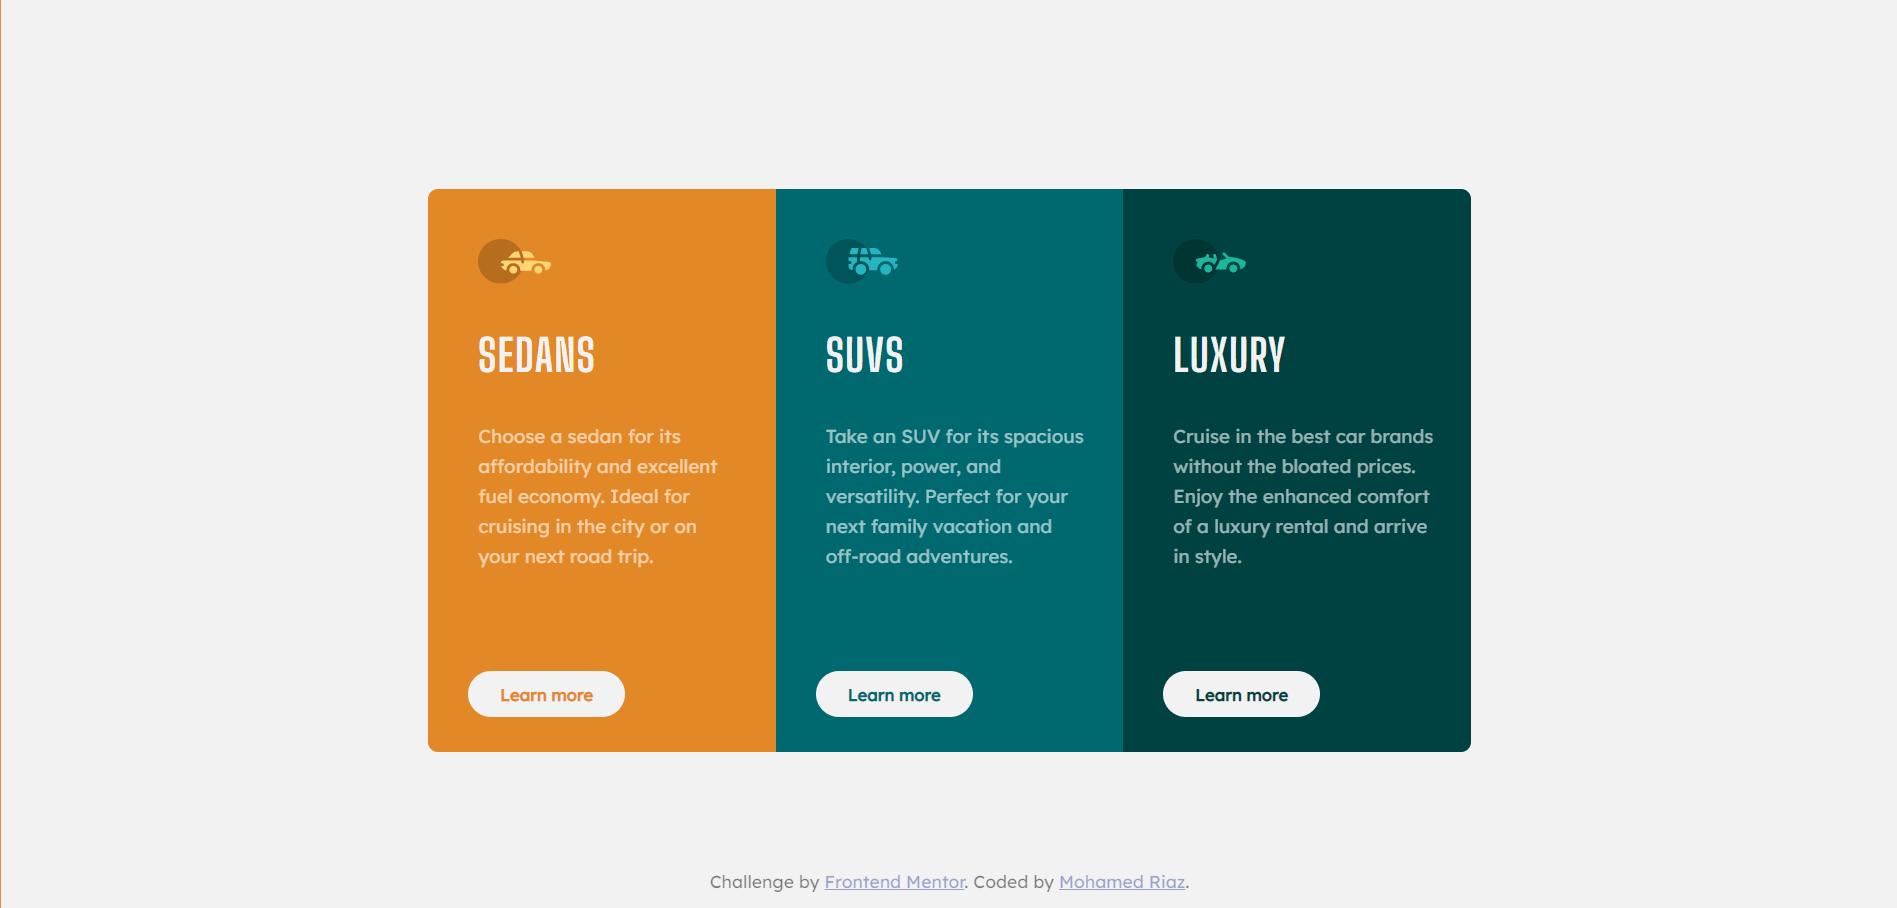 SEDANS
Choose a sedan for its
affordability and excellent
fuel economy. Ideal for
cruising in the city or on
your next road trip.
Learn more
SUVS
Take an SUV for its spacious
interior, power, and
versatility. Perfect for your
next family vacation and
off-road adventures.
Learn more
LUXURY
Cruise in the best car brands
without the bloated prices.
Enjoy the enhanced comfort
of a luxury rental and arrive
in style.
Learn more
Challenge by Frontend Mentor. Coded by Mohamed Riaz.